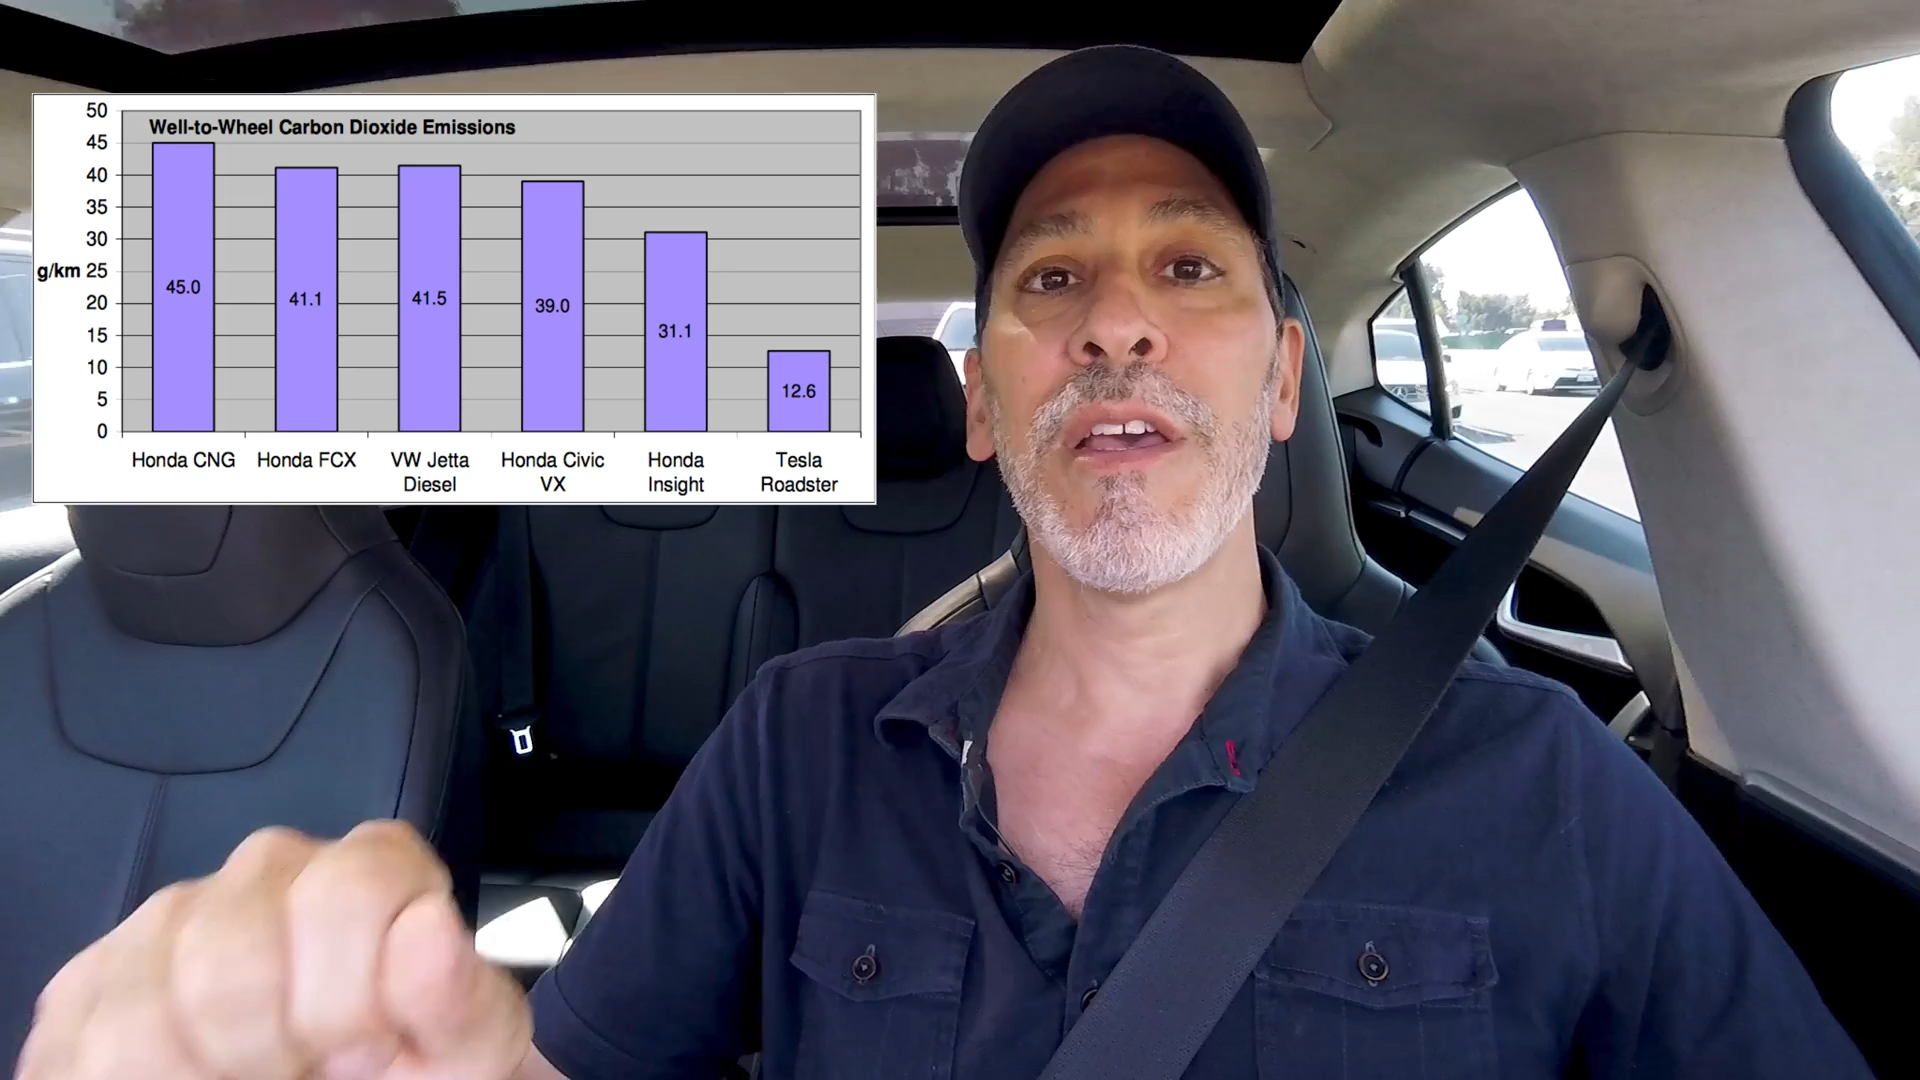 Well-to-Wheel Carbon Dioxide Emissions
50
45
40
35
30
g/km 25
20
15
10
5
0
45.0
41.1
41.5
39.0
31.1
12.6
Honda CNG
Honda FCX
VW Jetta
Diesel
Honda Civic
VX
Honda
Insight
Tesla
Roadster